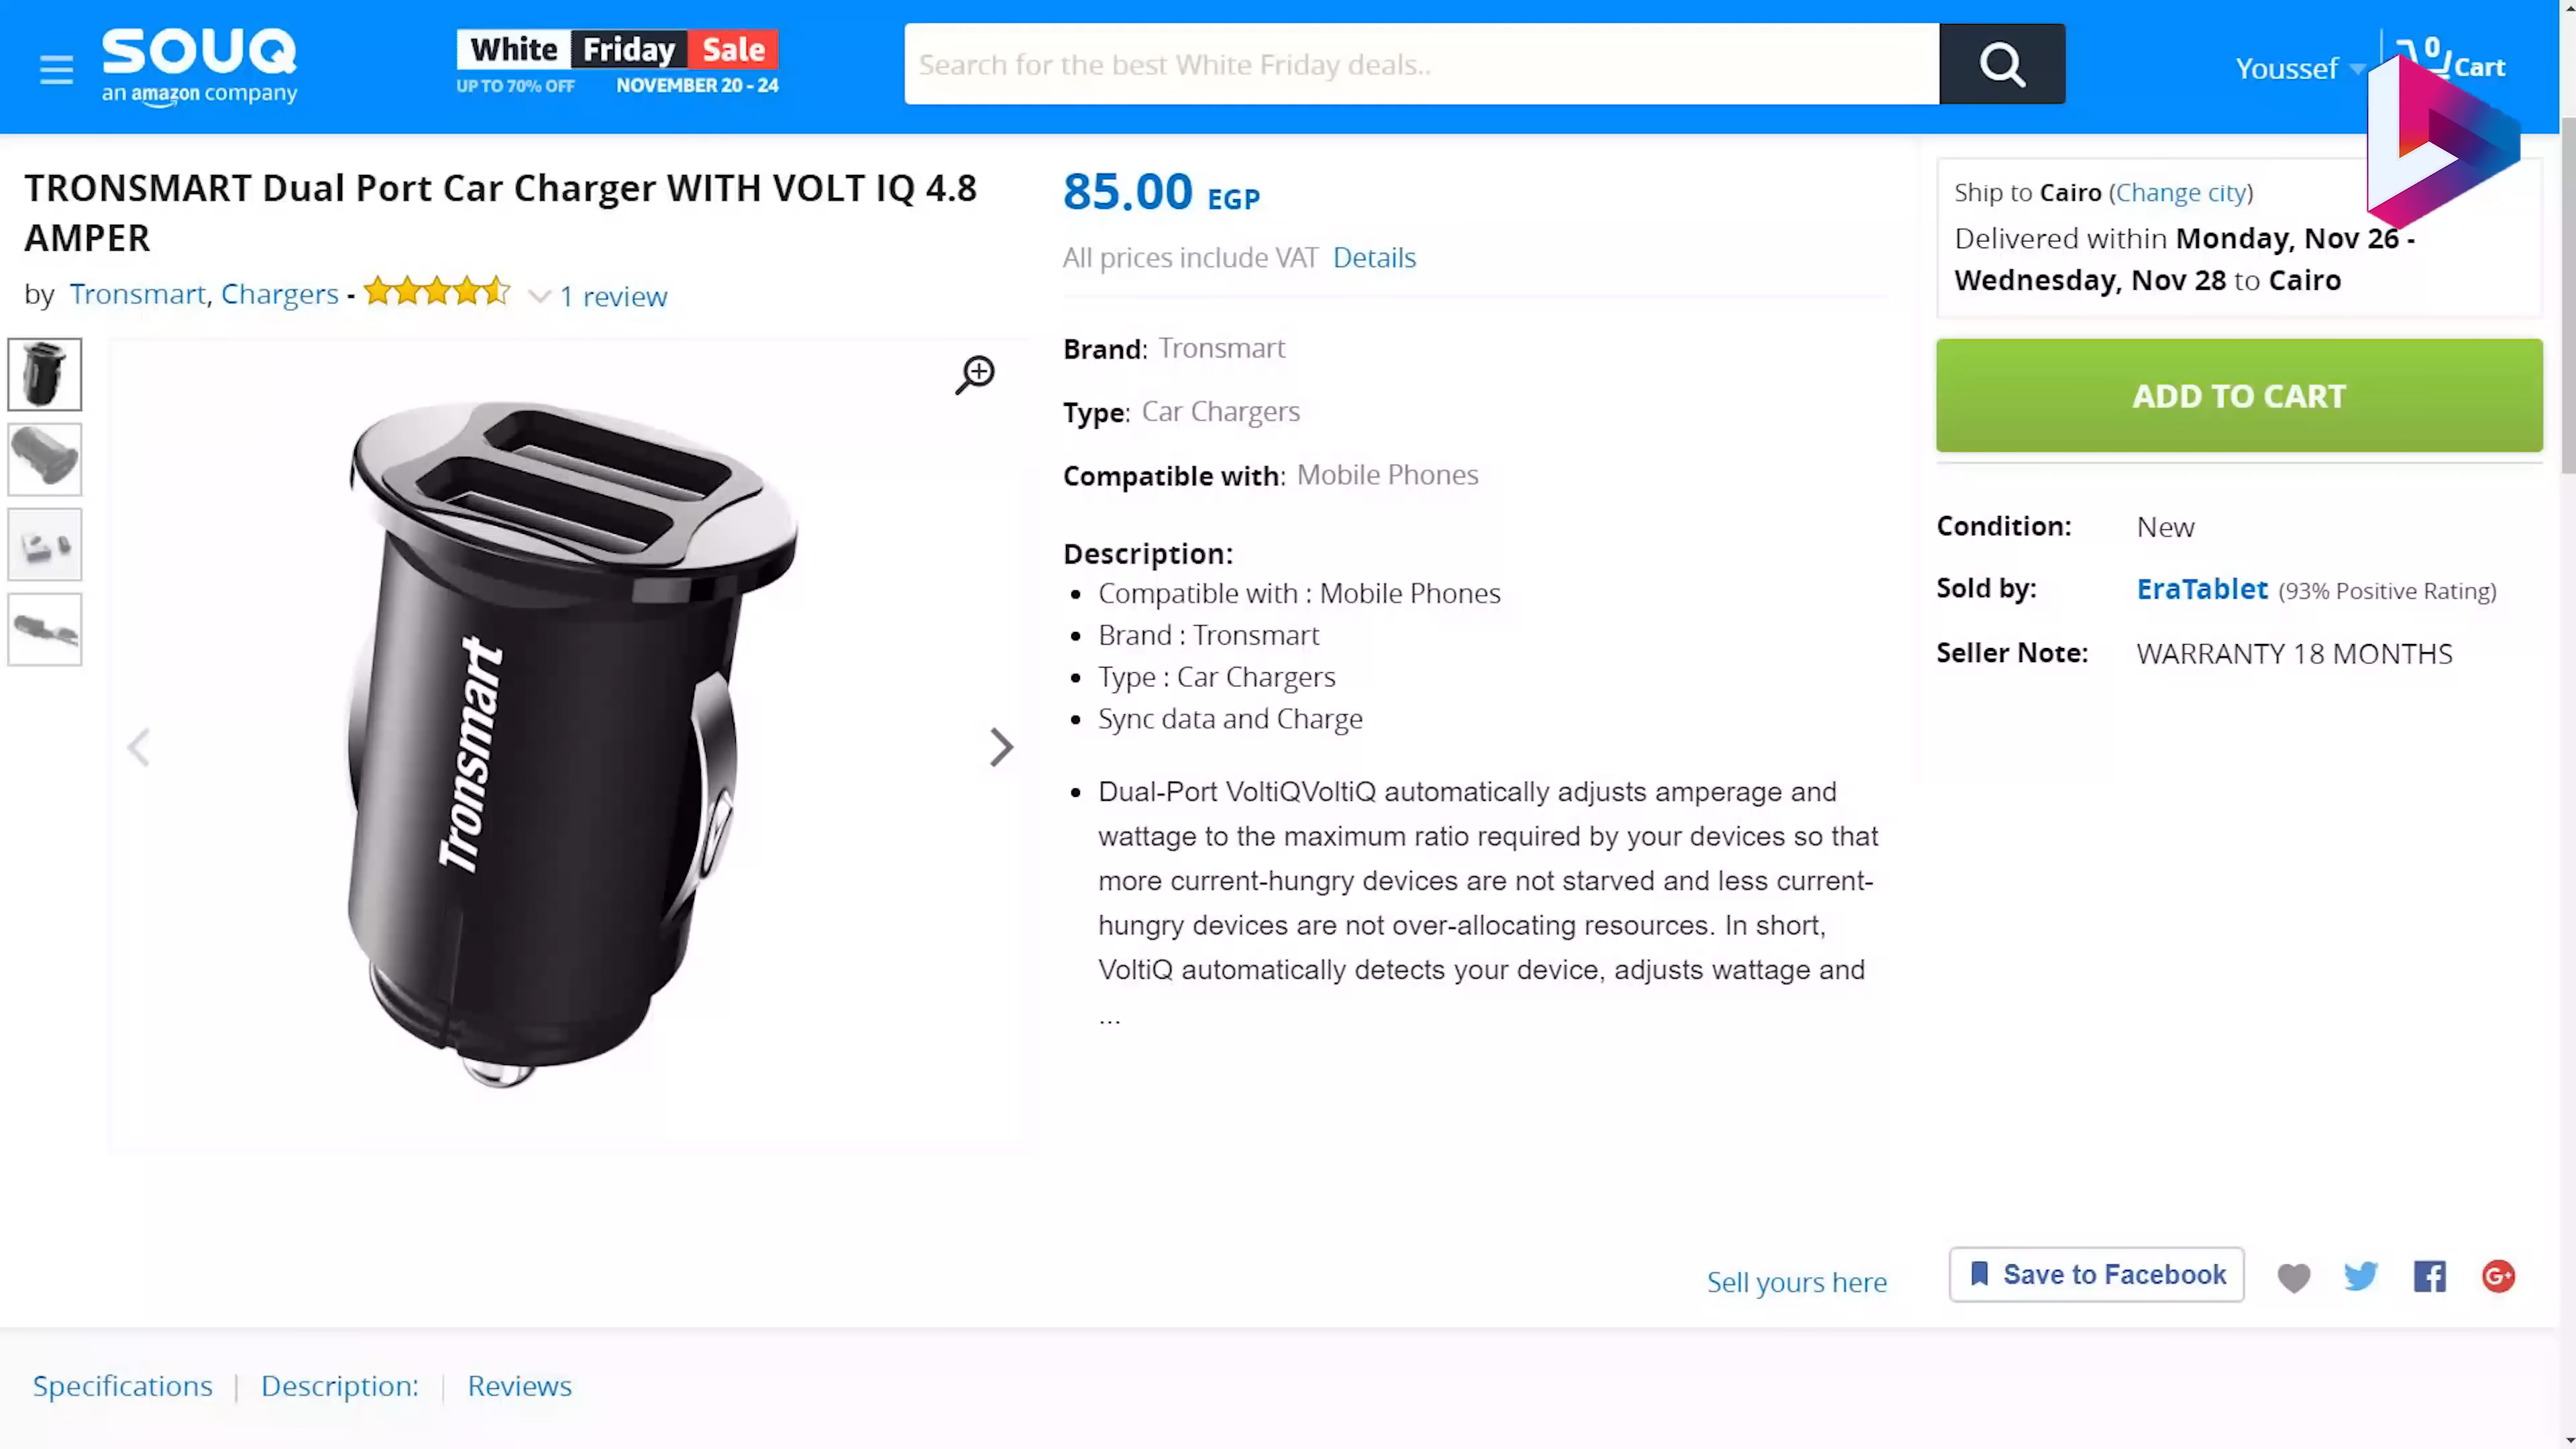 SOUQ
an amazon company
White Friday Sale
UP TO 70% OFF NOVEMBER 20 - 24
Search for the best White Friday deals..
Youssef
0
Cart
TRONSMART Dual Port Car Charger WITH VOLT IQ 4.8
AMPER
by Tronsmart, Chargers - 1 review
Tronsmart
85.00 EGP
All prices include VAT Details
Brand: Tronsmart
Type: Car Chargers
Compatible with: Mobile Phones
Description:
• Compatible with : Mobile Phones
• Brand : Tronsmart
• Type : Car Chargers
• Sync data and Charge
• Dual-Port VoltiQVoltiQ automatically adjusts amperage and
wattage to the maximum ratio required by your devices so that
more current-hungry devices are not starved and less current-
hungry devices are not over-allocating resources. In short,
VoltiQ automatically detects your device, adjusts wattage and
...
Ship to Cairo (Change city)
Delivered within Monday, Nov 26 -
Wednesday, Nov 28 to Cairo
ADD TO CART
Condition: New
Sold by: EraTablet (93% Positive Rating)
Seller Note: WARRANTY 18 MONTHS
Sell yours here
Save to Facebook
G+
Specifications | Description: | Reviews